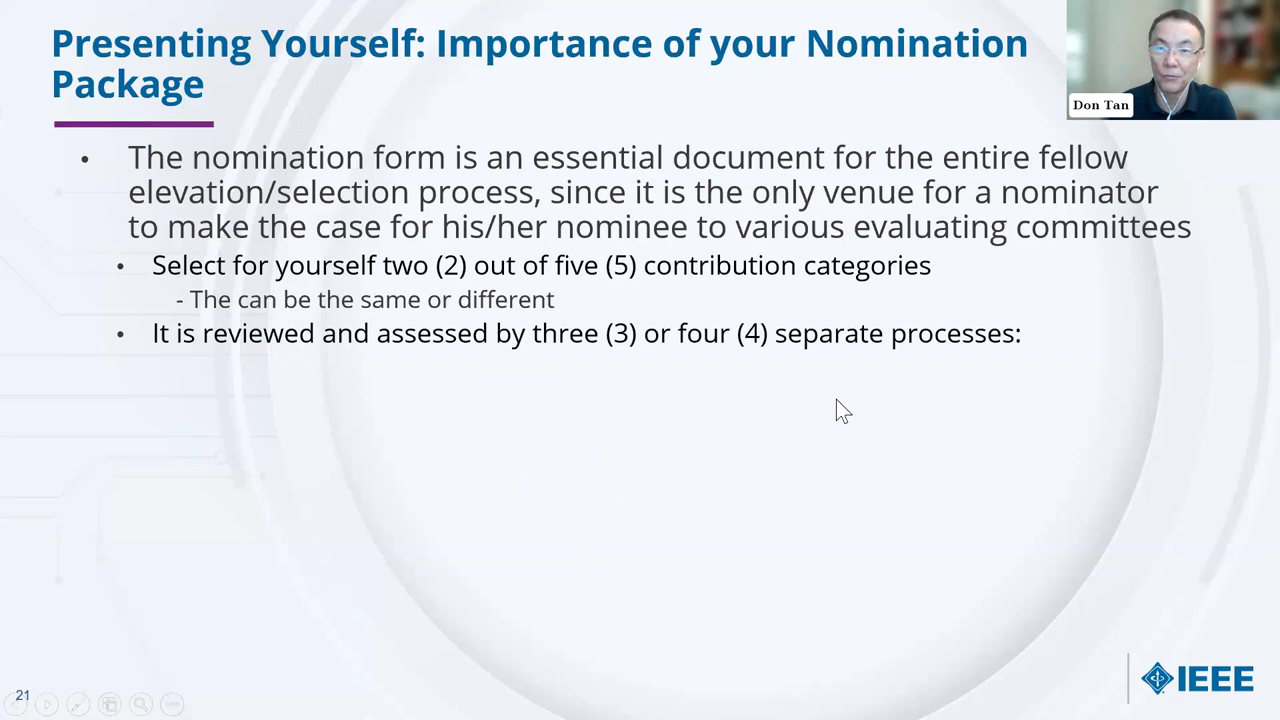 Presenting Yourself: Importance of your Nomination
Package
Don Tan
• The nomination form is an essential document for the entire fellow
elevation/selection process, since it is the only venue for a nominator
to make the case for his/her nominee to various evaluating committees
• Select for yourself two (2) out of five (5) contribution categories
- The can be the same or different
• It is reviewed and assessed by three (3) or four (4) separate processes:
21
IEEE